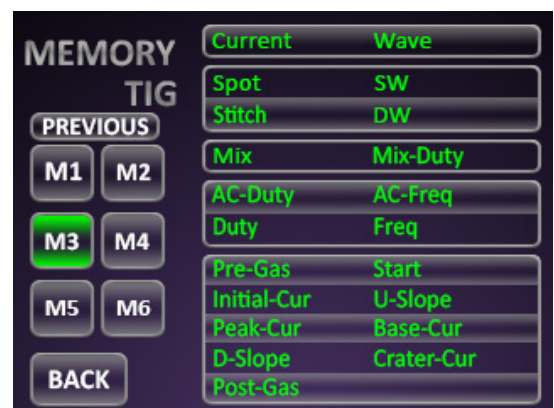 MEMORY
TIG
PREVIOUS
M1 M2
M3 M4
M5 M6
BACK
Current Wave
Spot SW
Stitch DW
Mix Mix-Duty
AC-Duty AC-Freq
Duty Freq
Pre-Gas Start
Initial-Cur U-Slope
Peak-Cur Base-Cur
D-Slope Crater-Cur
Post-Gas